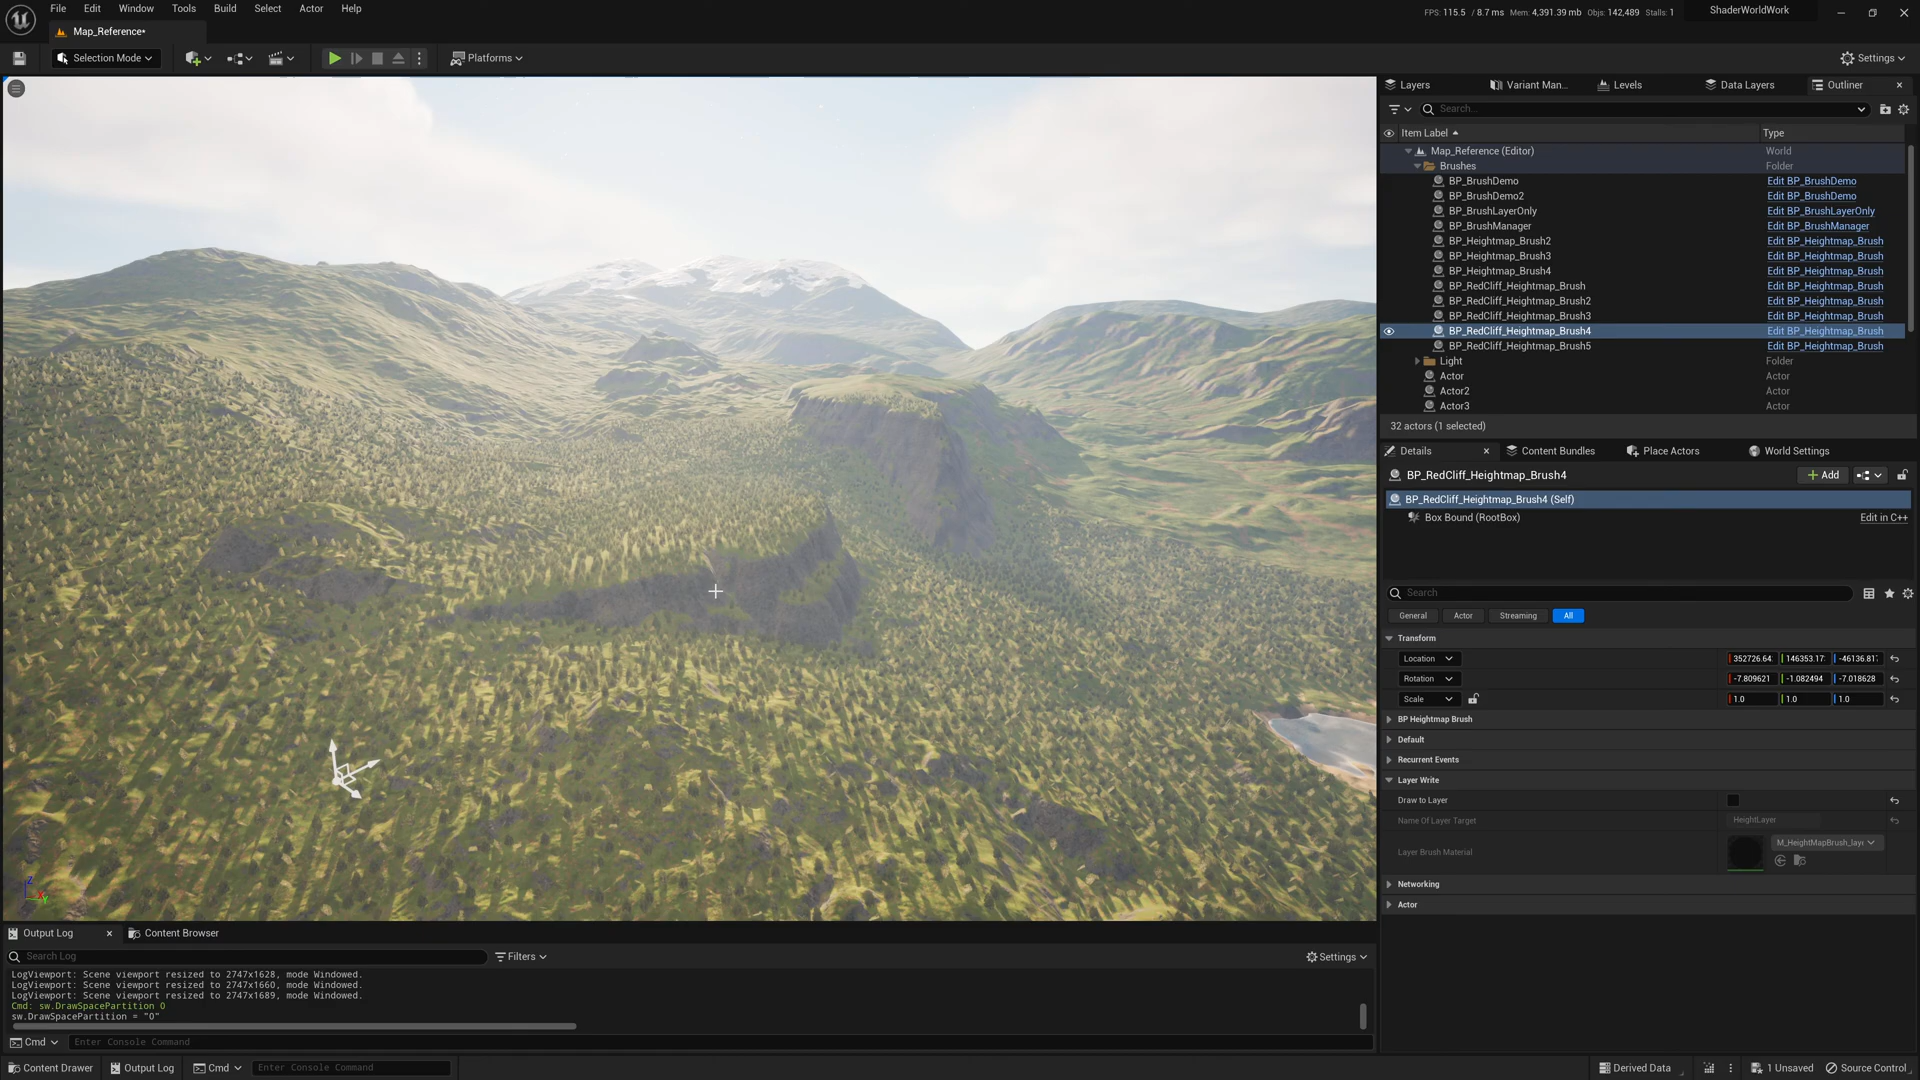 File Edit Window Tools Build Select Actor Help
FPS: 115.5 / 8.7 ms Mem: 4,391.39 mb Objs: 142,489 Stalls: 1
ShaderWorldWork
Map_Reference*
Selection Mode
Platforms
Settings
Layers
Variant Man...
Levels
Data Layers
Outliner
Search...
Item Label
Type
Map_Reference (Editor) World
Brushes Folder
BP_BrushDemo Edit BP_BrushDemo
BP_BrushDemo2 Edit BP_BrushDemo
BP_BrushLayerOnly Edit BP_BrushLayerOnly
BP_BrushManager Edit BP_BrushManager
BP_Heightmap_Brush2 Edit BP_Heightmap_Brush
BP_Heightmap_Brush3 Edit BP_Heightmap_Brush
BP_Heightmap_Brush4 Edit BP_Heightmap_Brush
BP_RedCliff_Heightmap_Brush Edit BP_Heightmap_Brush
BP_RedCliff_Heightmap_Brush2 Edit BP_Heightmap_Brush
BP_RedCliff_Heightmap_Brush3 Edit BP_Heightmap_Brush
BP_RedCliff_Heightmap_Brush4 Edit BP_Heightmap_Brush
BP_RedCliff_Heightmap_Brush5 Edit BP_Heightmap_Brush
Light Folder
Actor Actor
Actor2 Actor
Actor3 Actor
32 actors (1 selected)
Details
Content Bundles
Place Actors
World Settings
BP_RedCliff_Heightmap_Brush4
Add
BP_RedCliff_Heightmap_Brush4 (Self)
Box Bound (RootBox) Edit in C++
Search
General Actor Streaming All
Transform
Location 352726.64 146353.17 -46136.81
Rotation -7.809621 -1.082494 -7.018628
Scale 1.0 1.0 1.0
BP Heightmap Brush
Default
Recurrent Events
Layer Write
Draw to Layer
Name Of Layer Target HeightLayer
Layer Brush Material M_HeightMapBrush_laye
Networking
Actor
Z
X
Y
Output Log
Content Browser
Search Log
Filters
Settings
LogViewport: Scene viewport resized to 2747x1628, mode Windowed.
LogViewport: Scene viewport resized to 2747x1660, mode Windowed.
LogViewport: Scene viewport resized to 2747x1689, mode Windowed.
Cmd: sw.DrawSpacePartition 0
sw.DrawSpacePartition = "0"
Cmd Enter Console Command
Content Drawer Output Log Cmd Enter Console Command
Derived Data
1 Unsaved
Source Control